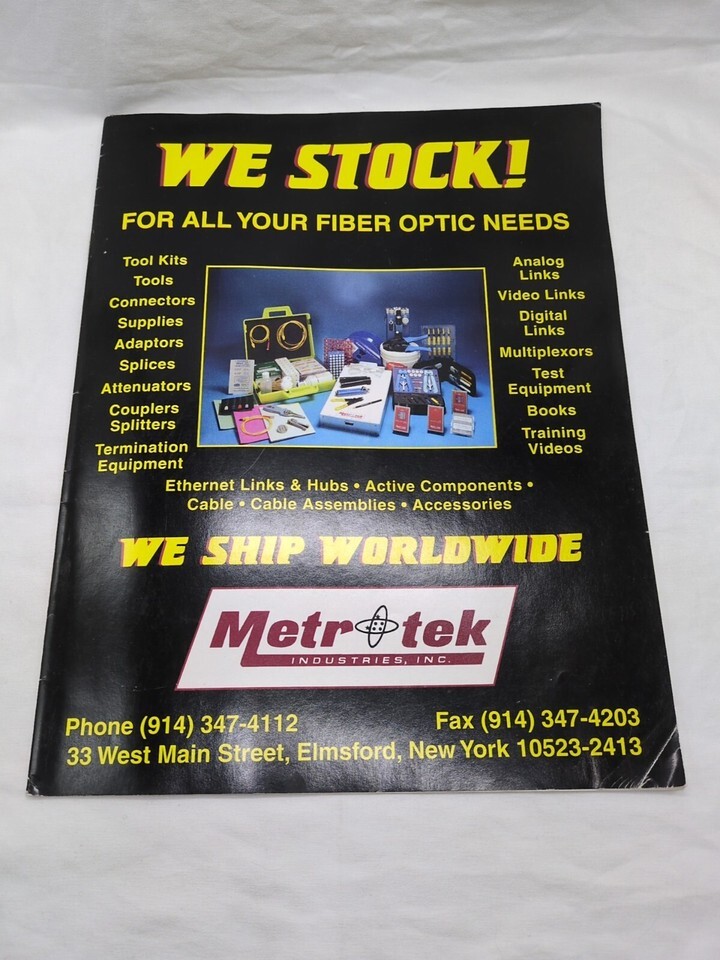 WE STOCK!
FOR ALL YOUR FIBER OPTIC NEEDS
Tool Kits
Tools
Connectors
Supplies
Adaptors
Splices
Attenuators
Couplers
Splitters
Termination
Equipment
Analog
Links
Video Links
Digital
Links
Multiplexors
Test
Equipment
Books
Training
Videos
Ethernet Links & Hubs • Active Components •
Cable • Cable Assemblies • Accessories
WE SHIP WORLDWIDE
Metrotek
INDUSTRIES, INC.
Phone (914) 347-4112
Fax (914) 347-4203
33 West Main Street, Elmsford, New York 10523-2413